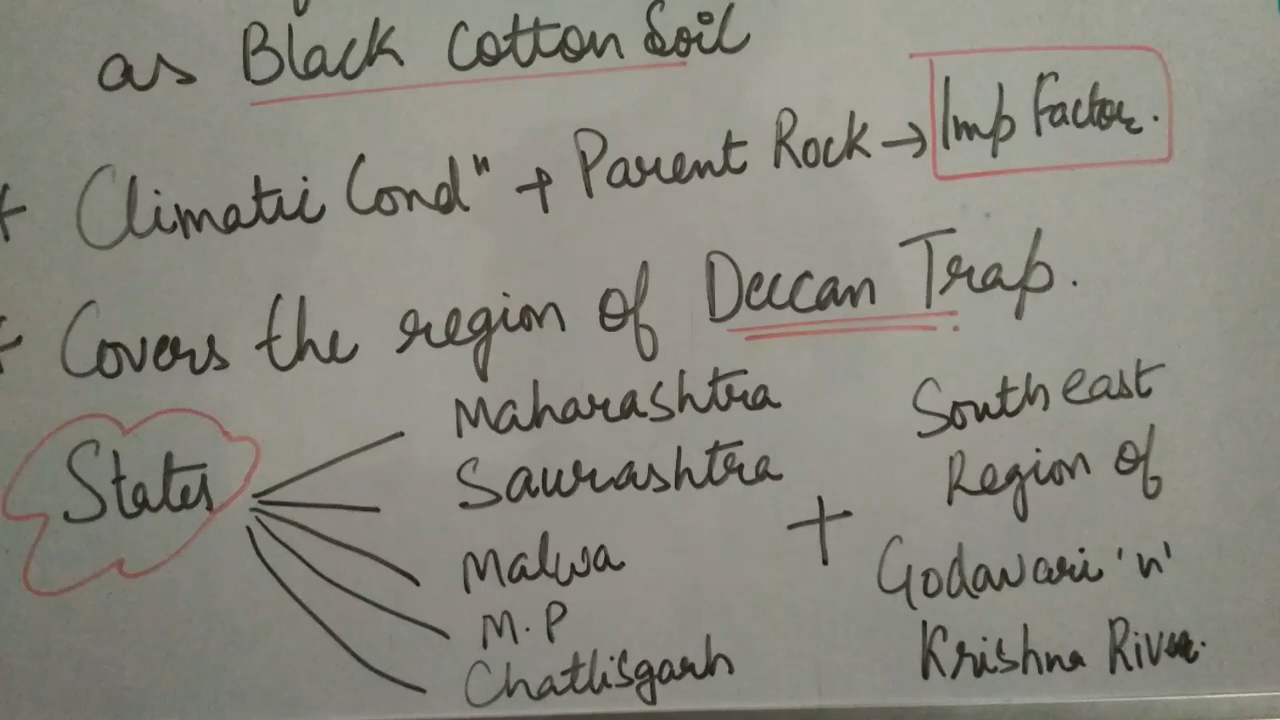 as Black Cotton Soil
+ Climatic Condⁿ + Parent Rock → Imp Factor.
+ Covers the region of Deccan Trap.
States
Maharashtra
Saurashtra
Malwa
M.P
Chattisgarh
+
South east
Region of
Godavari 'n'
Krishna River.